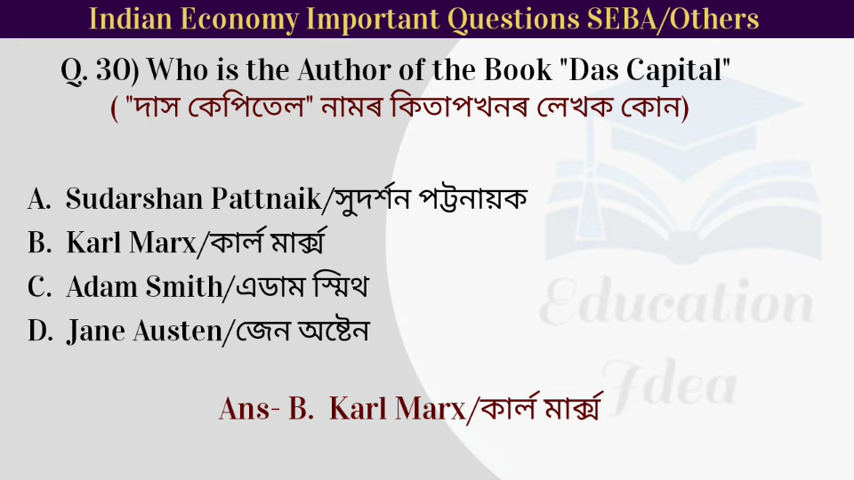 Indian Economy Important Questions SEBA/Others
Q. 30) Who is the Author of the Book "Das Capital"
( "দাস কেপিতেল" নামৰ কিতাপখনৰ লেখক কোন)
A. Sudarshan Pattnaik/সুদৰ্শন পট্টনায়ক
B. Karl Marx/কাৰ্ল মাৰ্ক্স
C. Adam Smith/এডাম স্মিথ
D. Jane Austen/জেন অষ্টেন
Education
Idea
Ans- B. Karl Marx/কাৰ্ল মাৰ্ক্স